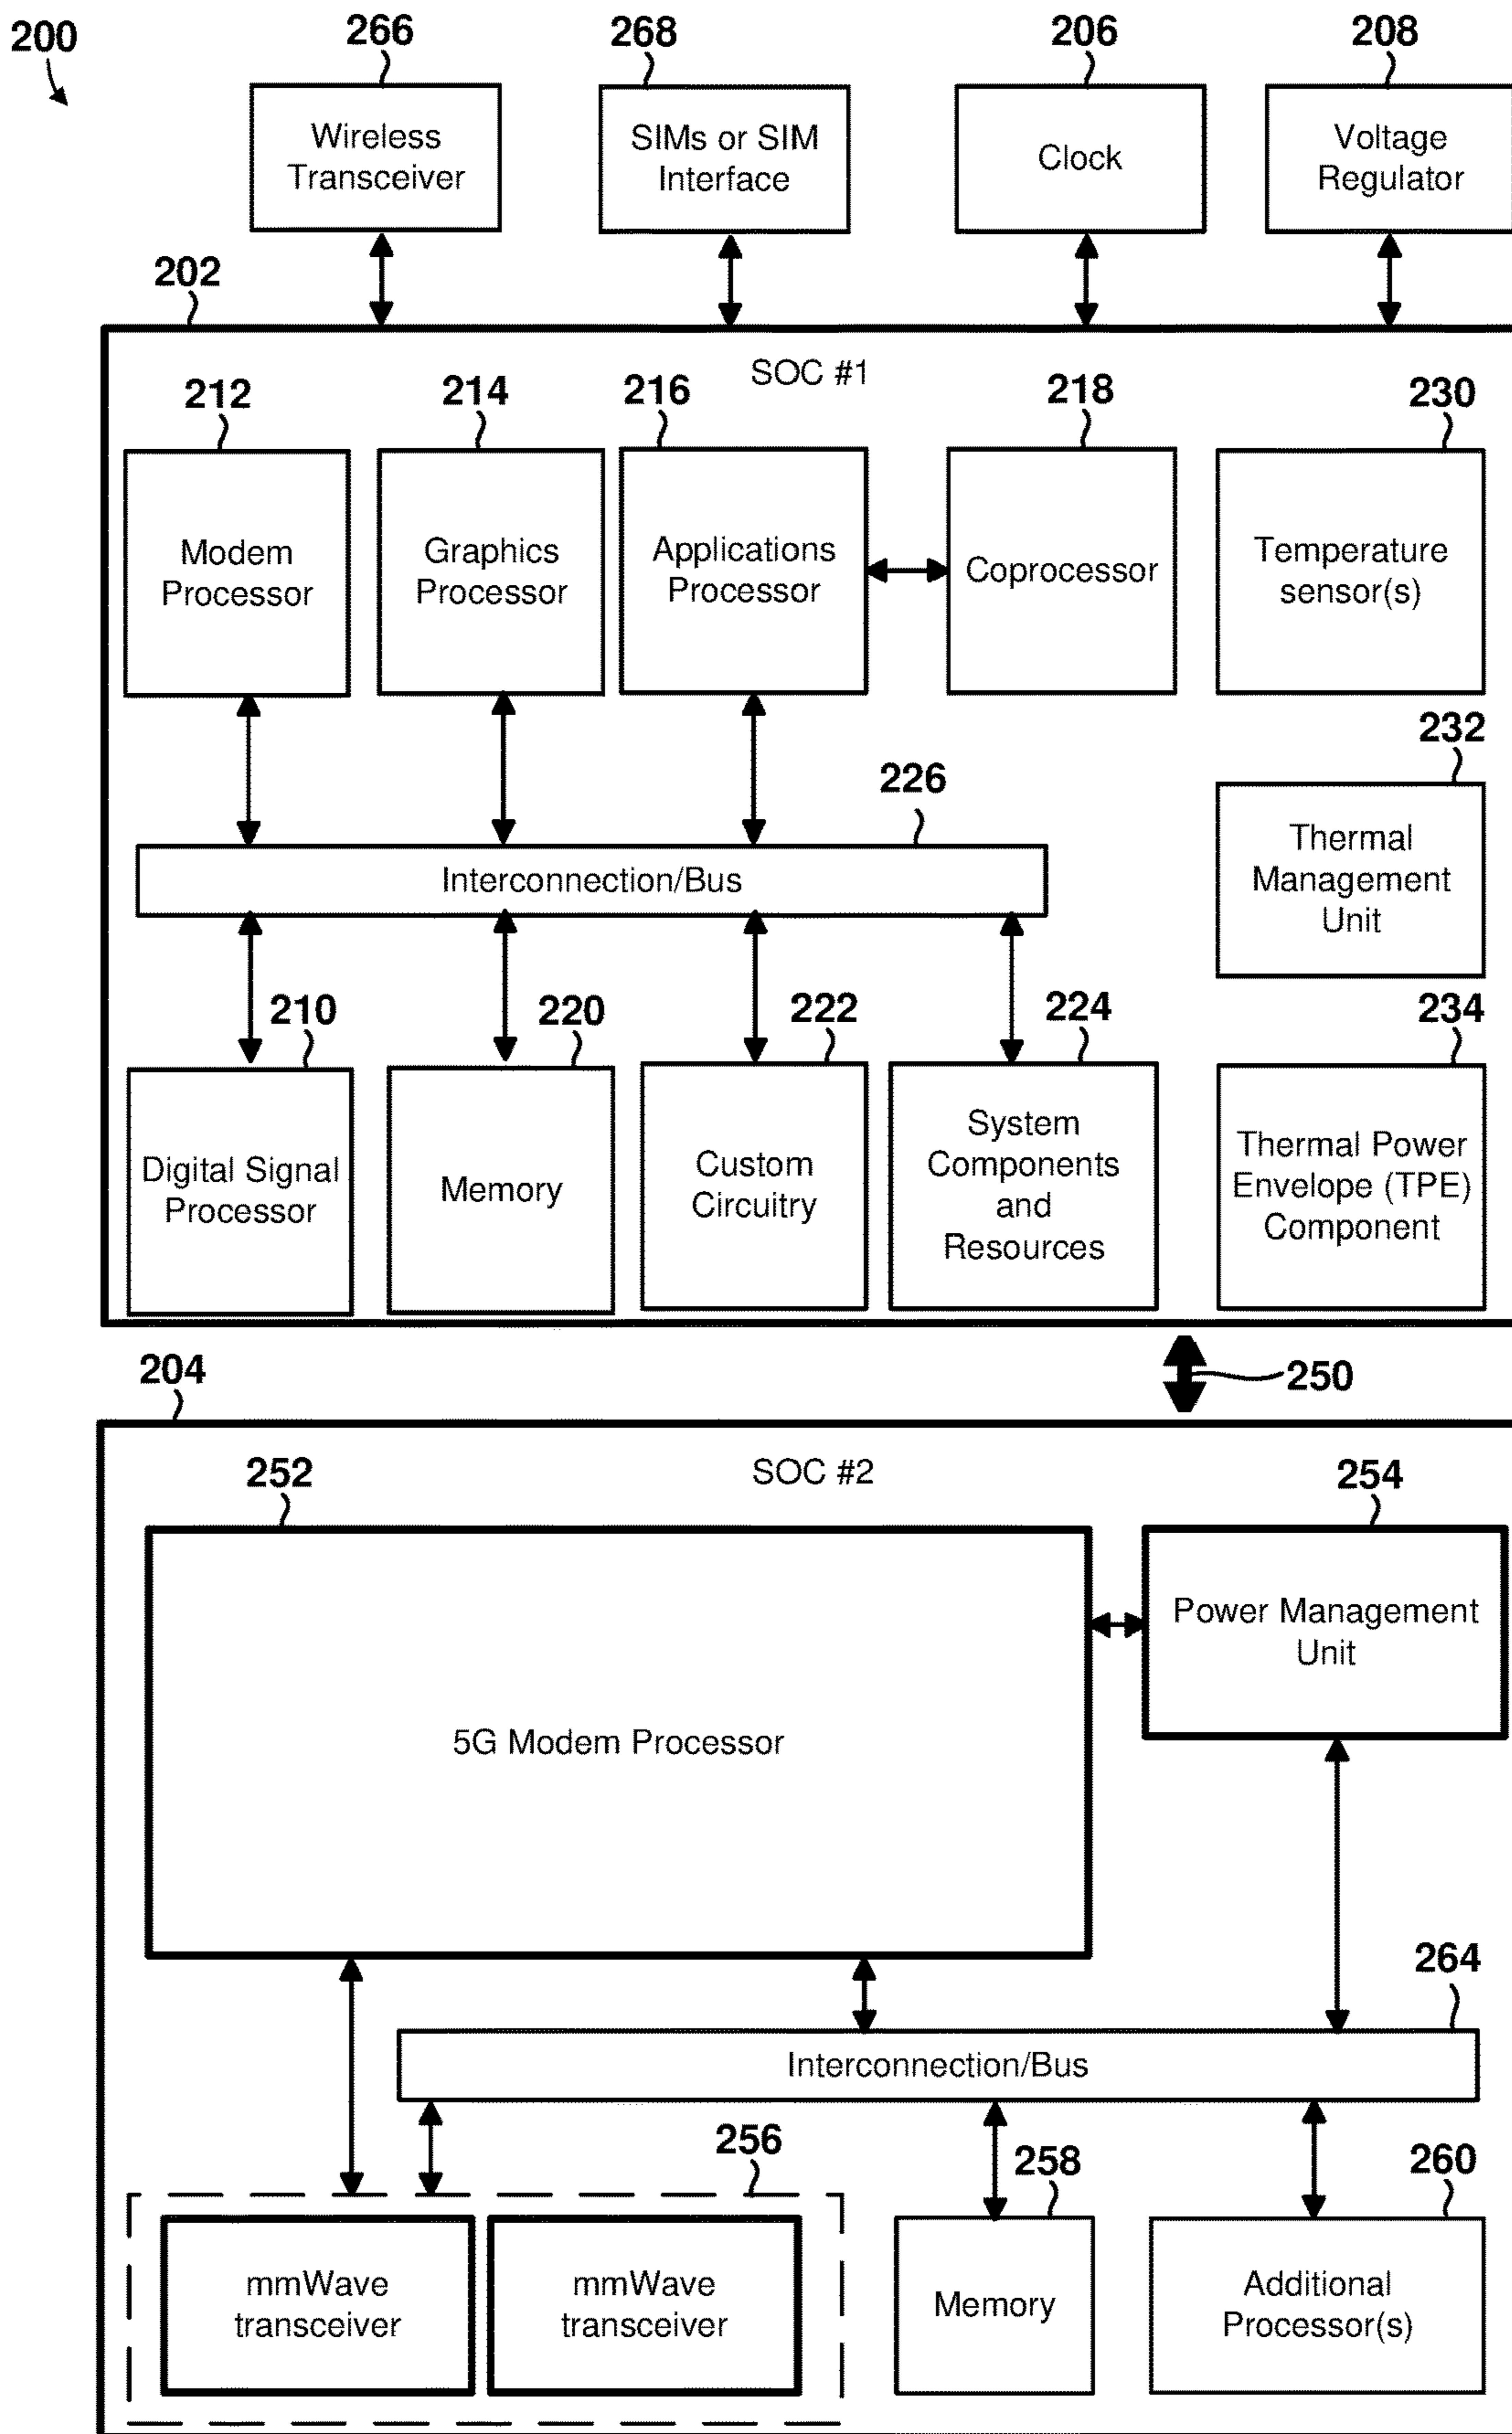 200
266
268
206
208
Wireless
Transceiver
SIMs or SIM
Interface
Clock
Voltage
Regulator
202
SOC #1
212
214
216
218
230
Modem
Processor
Graphics
Processor
Applications
Processor
Coprocessor
Temperature
sensor(s)
232
226
Interconnection/Bus
Thermal
Management
Unit
210
220
222
224
234
Digital Signal
Processor
Memory
Custom
Circuitry
System
Components
and
Resources
Thermal Power
Envelope (TPE)
Component
250
204
SOC #2
252
254
5G Modem Processor
Power Management
Unit
264
Interconnection/Bus
256
258
260
mmWave
transceiver
mmWave
transceiver
Memory
Additional
Processor(s)